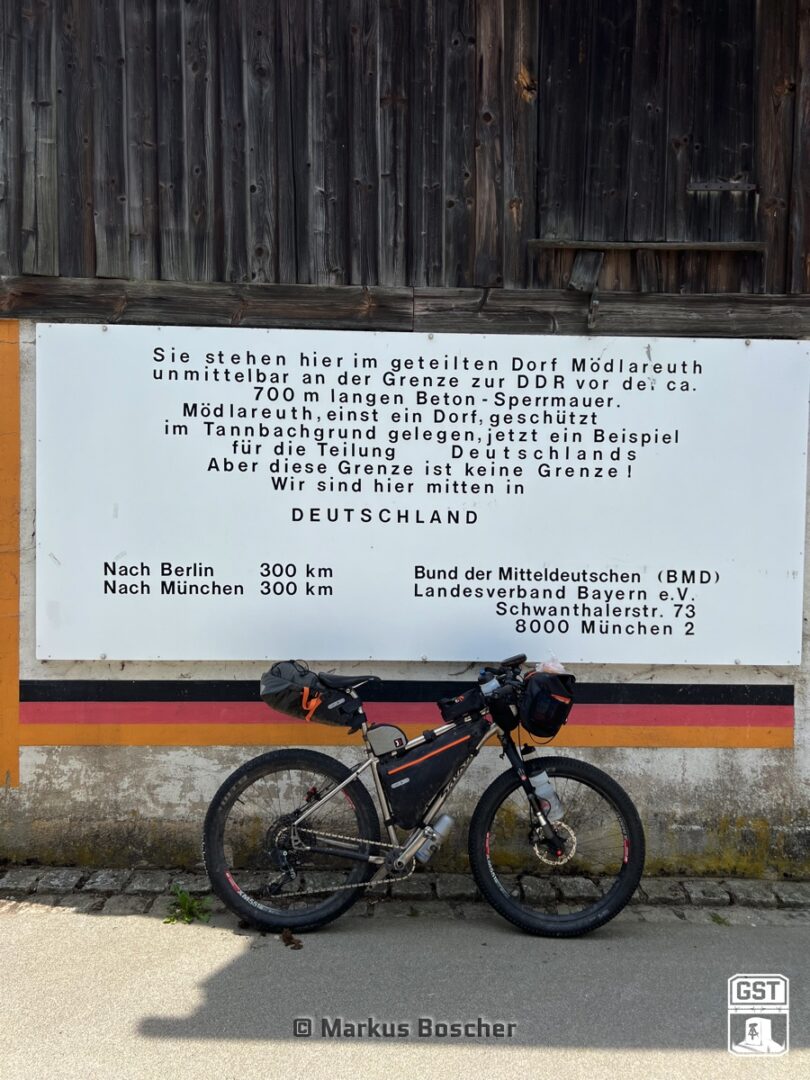 Sie stehen hier im geteilten Dorf Mödlareuth
unmittelbar an der Grenze zur DDR vor der ca.
700 m langen Beton - Sperrmauer.
Mödlareuth, einst ein Dorf, geschützt
im Tannbachgrund gelegen, jetzt ein Beispiel
für die Teilung Deutschlands
Aber diese Grenze ist keine Grenze!
Wir sind hier mitten in
DEUTSCHLAND
Nach Berlin 300 km
Nach München 300 km
Bund der Mitteldeutschen (BMD)
Landesverband Bayern e.V.
Schwanthalerstr. 73
8000 München 2
GST
© Markus Boscher